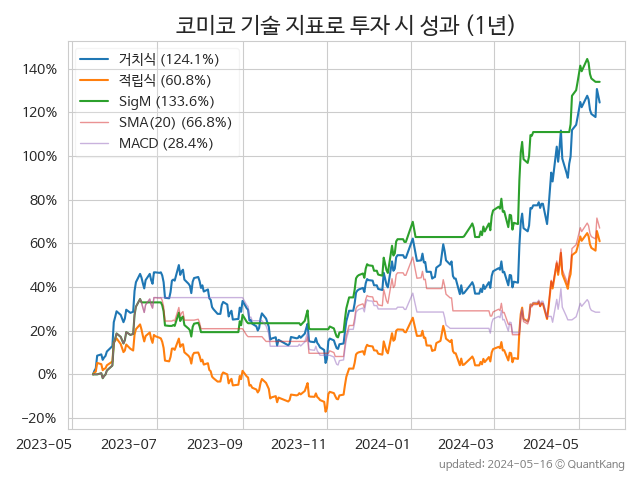 코미코 기술 지표로 투자 시 성과 (1년)
거치식 (124.1%)
적립식 (60.8%)
SigM (133.6%)
SMA(20) (66.8%)
MACD (28.4%)
140%
120%
100%
80%
60%
40%
20%
0%
−20%
2023-05 2023-07 2023-09 2023-11 2024-01 2024-03 2024-05
updated: 2024-05-16 © QuantKang